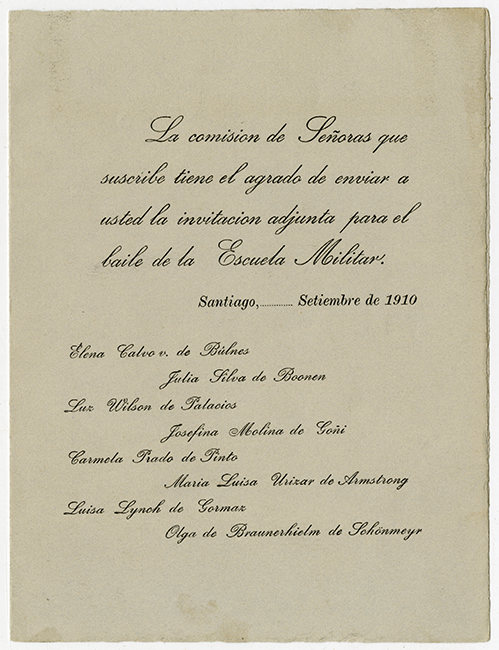 La comision de Señoras que
suscribe tiene el agrado de enviar a
usted la invitacion adjunta para el
baile de la Escuela Militar.
Santiago,............. Setiembre de 1910
Elena Calvo v. de Búlnes
Julia Silva de Boonen
Luz Wilson de Palacios
Josefina Molina de Goñi
Carmela Prado de Pinto
Maria Luisa Urizar de Armstrong
Luisa Lynch de Gormaz
Olga de Braunerhielm de Schönmeyr